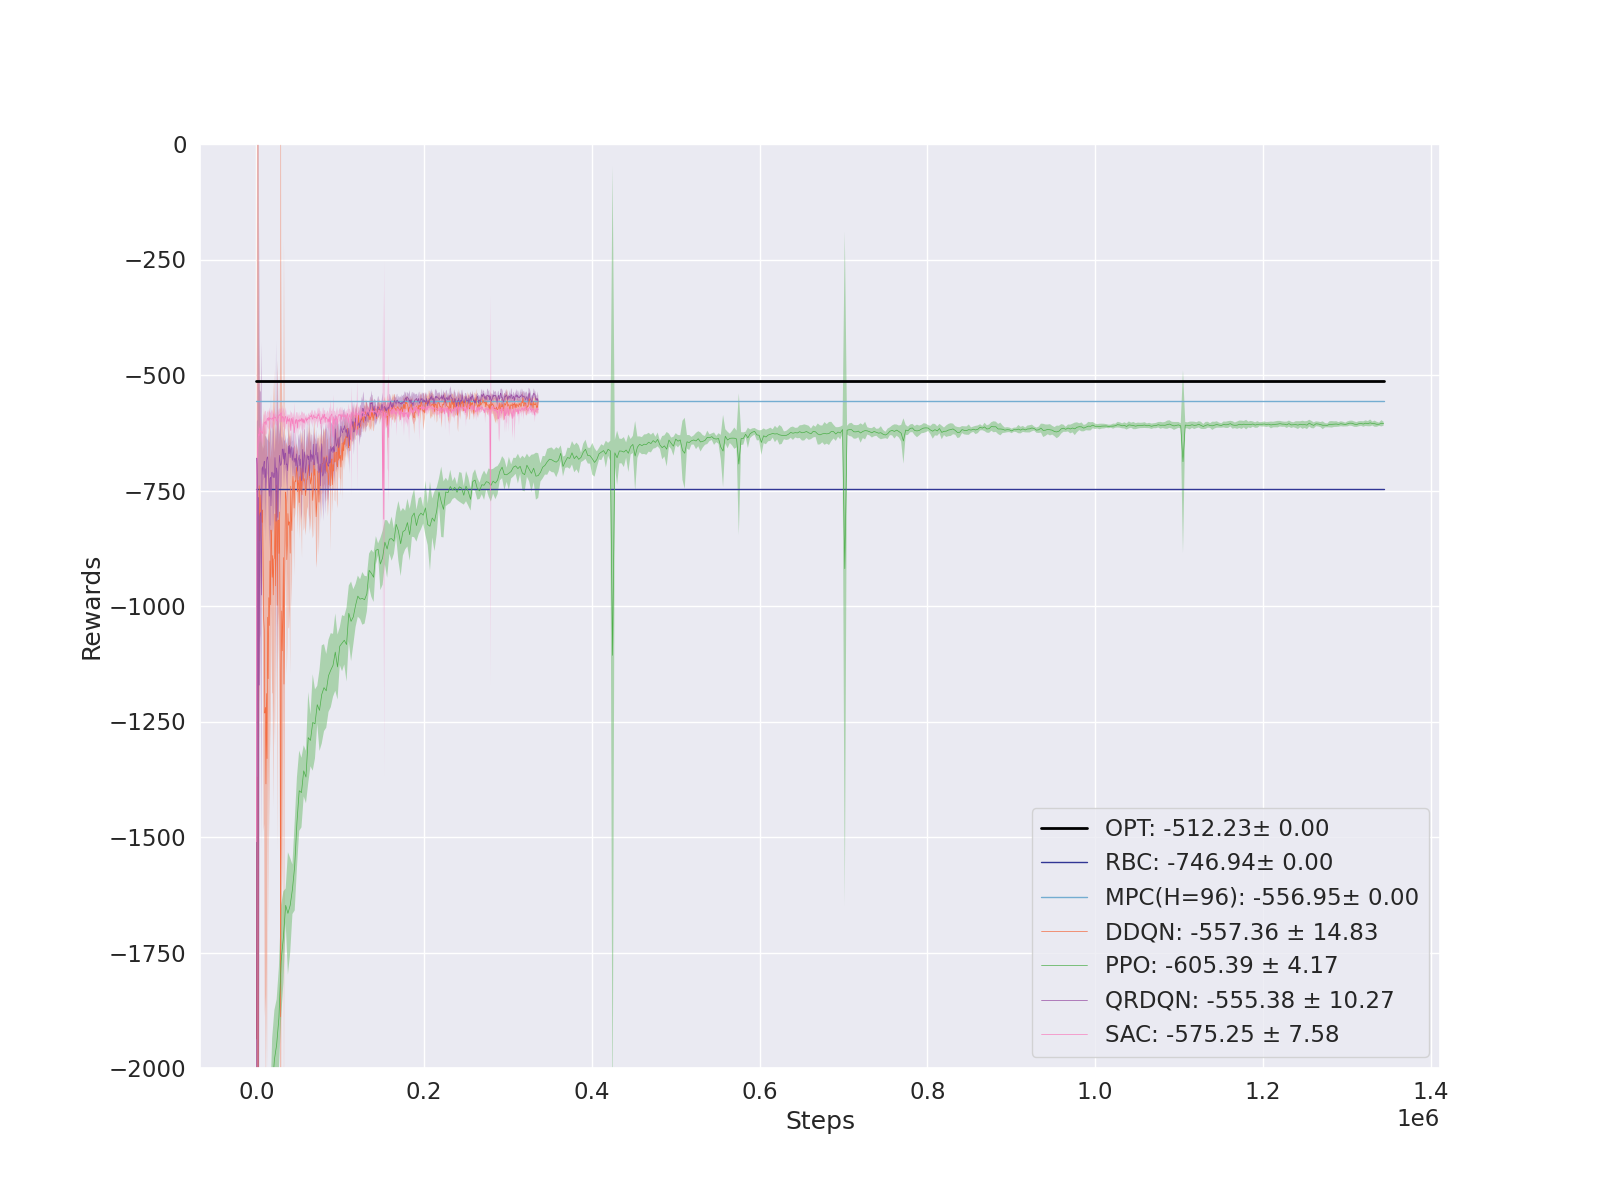 0
−250
−500
−750
−1000
−1250
−1500
−1750
−2000
Rewards
OPT: -512.23± 0.00
RBC: -746.94± 0.00
MPC(H=96): -556.95± 0.00
DDQN: -557.36 ± 14.83
PPO: -605.39 ± 4.17
QRDQN: -555.38 ± 10.27
SAC: -575.25 ± 7.58
0.0 0.2 0.4 0.6 0.8 1.0 1.2 1.4
1e6
Steps